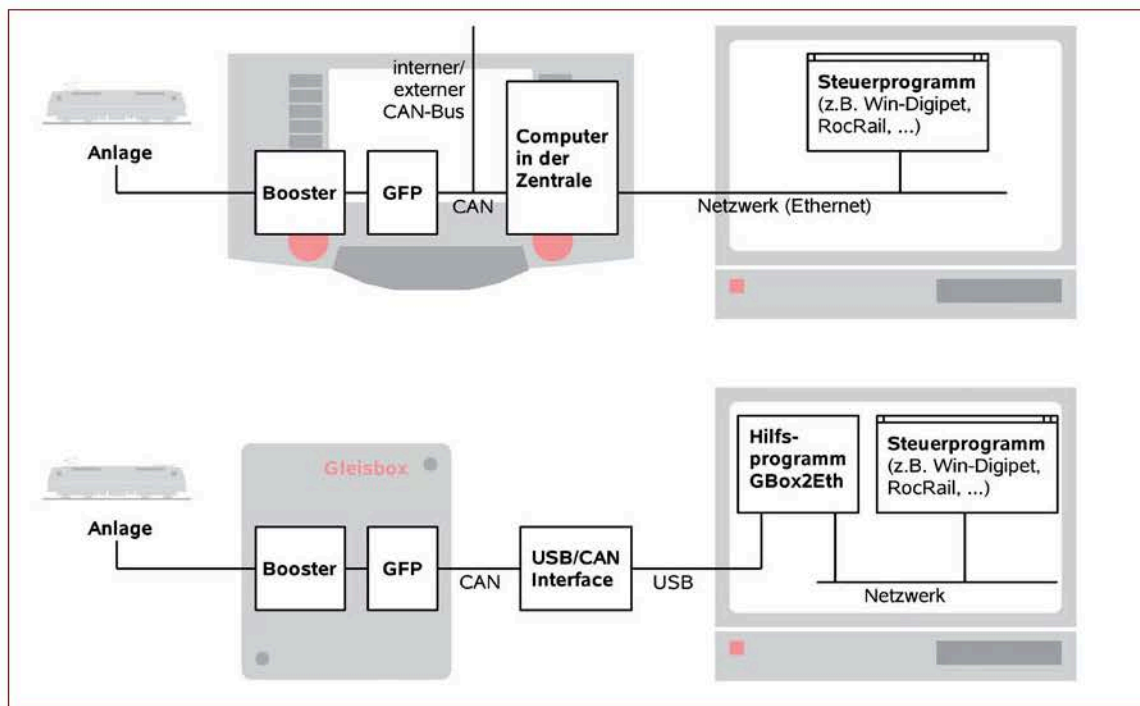 interner/
externer
CAN-Bus
Steuerprogramm
(z.B. Win-Digipet,
RocRail, ...)
Computer
in der
Zentrale
Anlage
Booster
GFP
CAN
Netzwerk (Ethernet)
Gleisbox
Hilfs-
programm
GBox2Eth
Steuerprogramm
(z.B. Win-Digipet,
RocRail, ...)
Anlage
Booster
GFP
CAN
USB/CAN
Interface
USB
Netzwerk